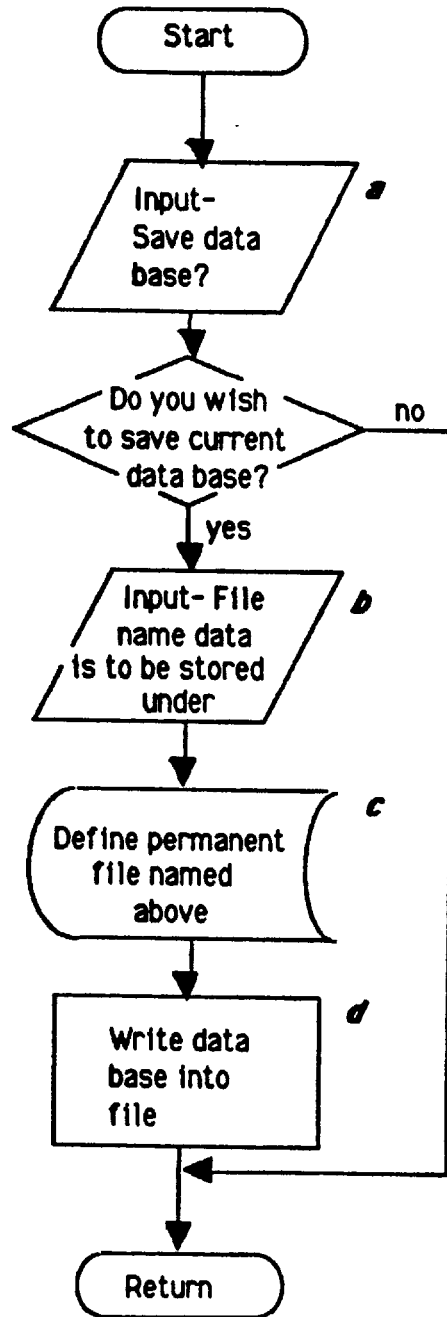 Start
a
Input-
Save data
base?
Do you wish
to save current
data base?
no
yes
b
Input- File
name data
is to be stored
under
c
Define permanent
file named
above
d
Write data
base into
file
Return